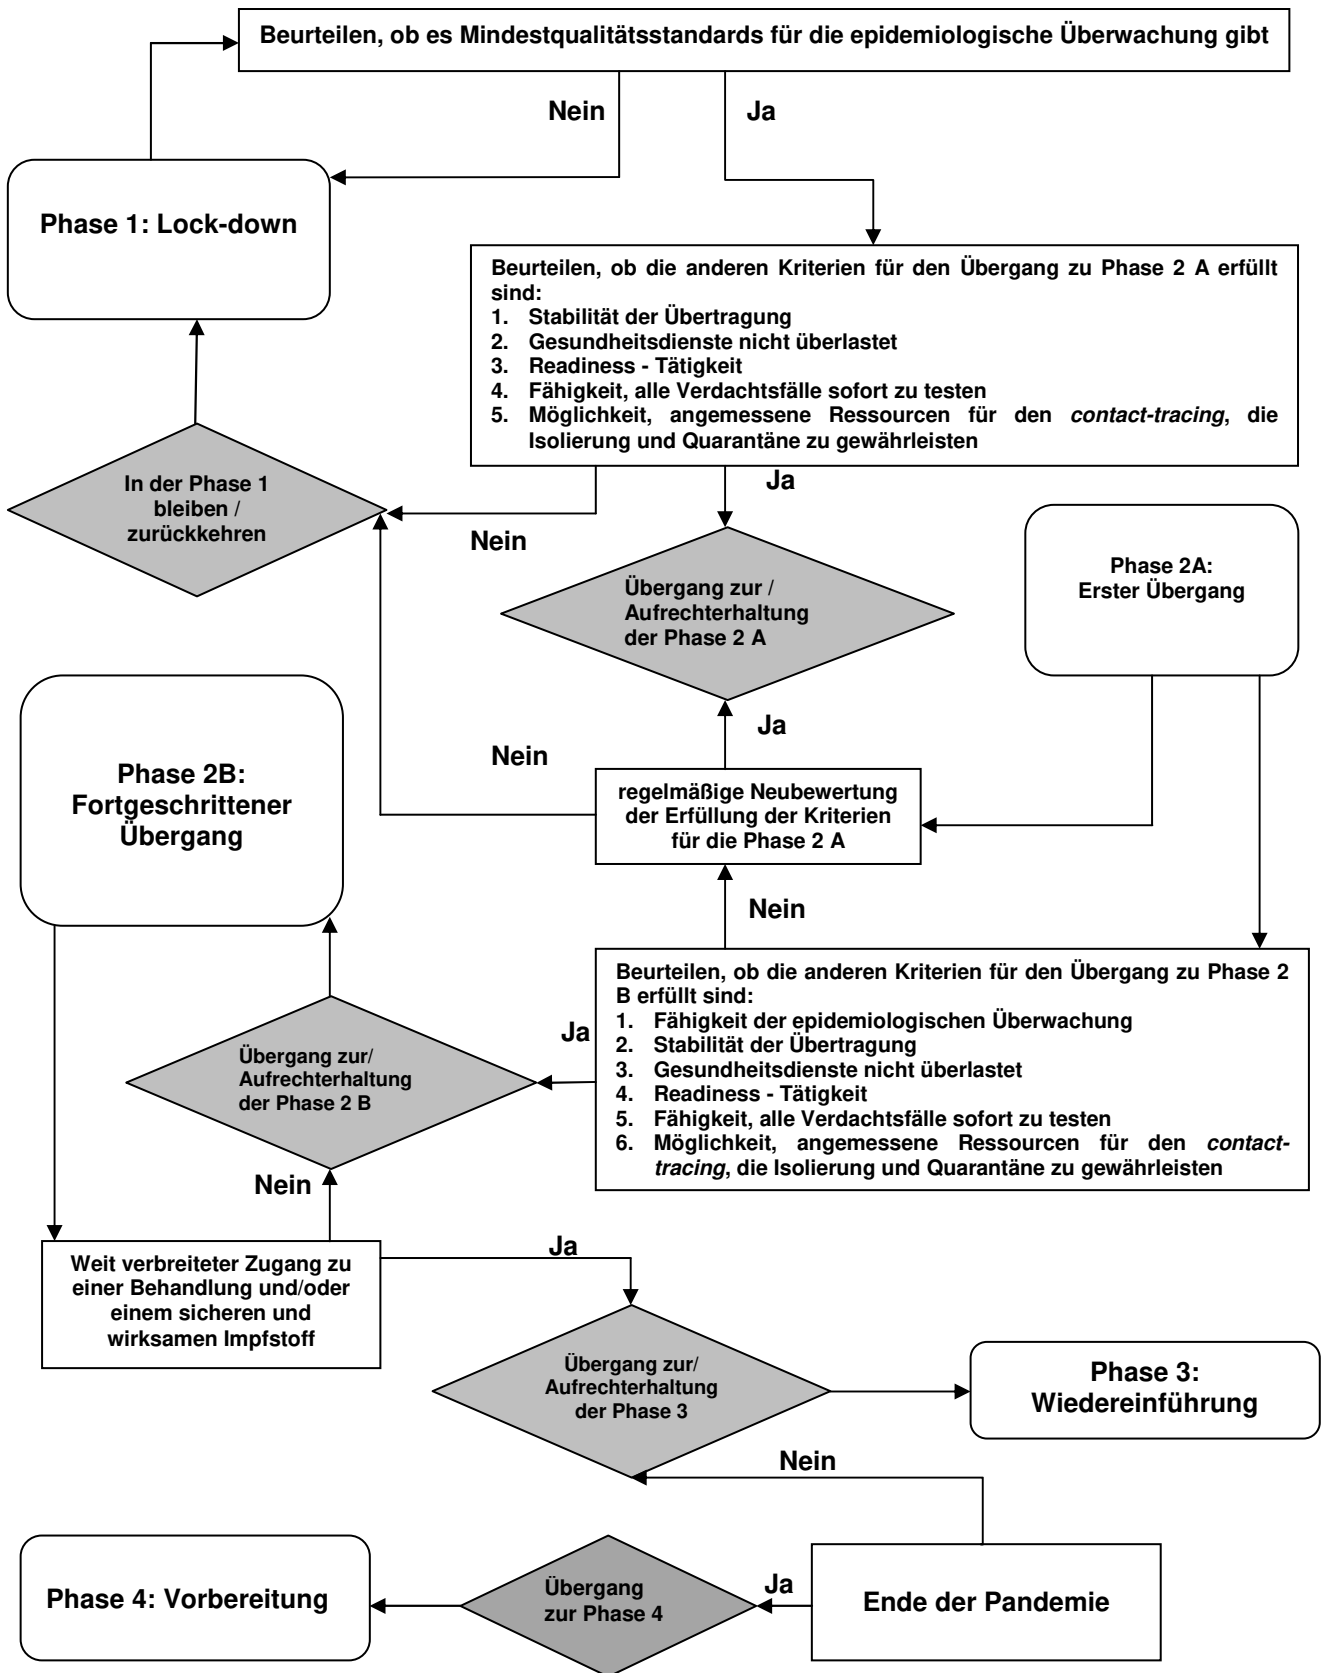 Beurteilen, ob es Mindestqualitätsstandards für die epidemiologische Überwachung gibt
Nein
Ja
Phase 1: Lock-down
Beurteilen, ob die anderen Kriterien für den Übergang zu Phase 2 A erfüllt
sind:
1. Stabilität der Übertragung
2. Gesundheitsdienste nicht überlastet
3. Readiness - Tätigkeit
4. Fähigkeit, alle Verdachtsfälle sofort zu testen
5. Möglichkeit, angemessene Ressourcen für den contact-tracing, die
Isolierung und Quarantäne zu gewährleisten
Ja
Nein
In der Phase 1
bleiben /
zurückkehren
Übergang zur /
Aufrechterhaltung
der Phase 2 A
Phase 2A:
Erster Übergang
Ja
Nein
Phase 2B:
Fortgeschrittener
Übergang
regelmäßige Neubewertung
der Erfüllung der Kriterien
für die Phase 2 A
Nein
Beurteilen, ob die anderen Kriterien für den Übergang zu Phase 2
B erfüllt sind:
1. Fähigkeit der epidemiologischen Überwachung
2. Stabilität der Übertragung
3. Gesundheitsdienste nicht überlastet
4. Readiness - Tätigkeit
5. Fähigkeit, alle Verdachtsfälle sofort zu testen
6. Möglichkeit, angemessene Ressourcen für den contact-
tracing, die Isolierung und Quarantäne zu gewährleisten
Ja
Übergang zur/
Aufrechterhaltung
der Phase 2 B
Nein
Weit verbreiteter Zugang zu
einer Behandlung und/oder
einem sicheren und
wirksamen Impfstoff
Ja
Übergang zur/
Aufrechterhaltung
der Phase 3
Phase 3:
Wiedereinführung
Nein
Ende der Pandemie
Ja
Übergang
zur Phase 4
Phase 4: Vorbereitung